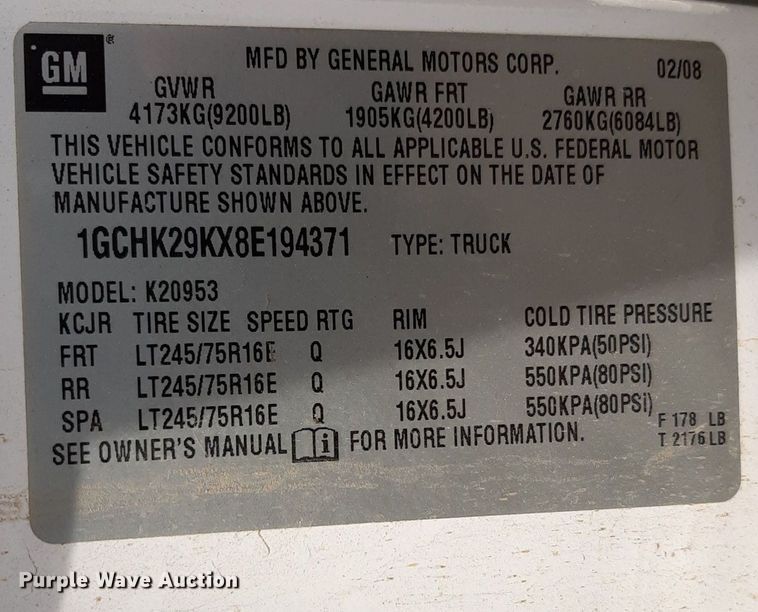 GM ®
MFD BY GENERAL MOTORS CORP. 02/08
GVWR GAWR FRT GAWR RR
4173KG(9200LB) 1905KG(4200LB) 2760KG(6084LB)
THIS VEHICLE CONFORMS TO ALL APPLICABLE U.S. FEDERAL MOTOR
VEHICLE SAFETY STANDARDS IN EFFECT ON THE DATE OF
MANUFACTURE SHOWN ABOVE.
1GCHK29KX8E194371 TYPE: TRUCK
MODEL: K20953
KCJR TIRE SIZE SPEED RTG RIM COLD TIRE PRESSURE
FRT LT245/75R16E Q 16X6.5J 340KPA(50PSI)
RR LT245/75R16E Q 16X6.5J 550KPA(80PSI)
SPA LT245/75R16E Q 16X6.5J 550KPA(80PSI)
F 178 LB
SEE OWNER'S MANUAL i FOR MORE INFORMATION. T 2176 LB
Purple Wave Auction